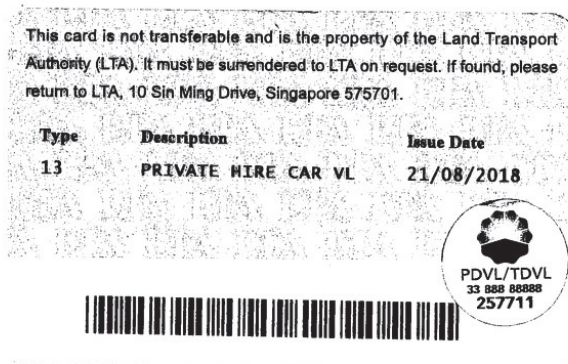 This card is not transferable and is the property of the Land Transport
Authority (LTA). It must be surrendered to LTA on request. If found, please
return to LTA, 10 Sin Ming Drive, Singapore 575701.
Type Description Issue Date
13 PRIVATE HIRE CAR VL 21/08/2018
PDVL/TDVL
33 888 88888
257711